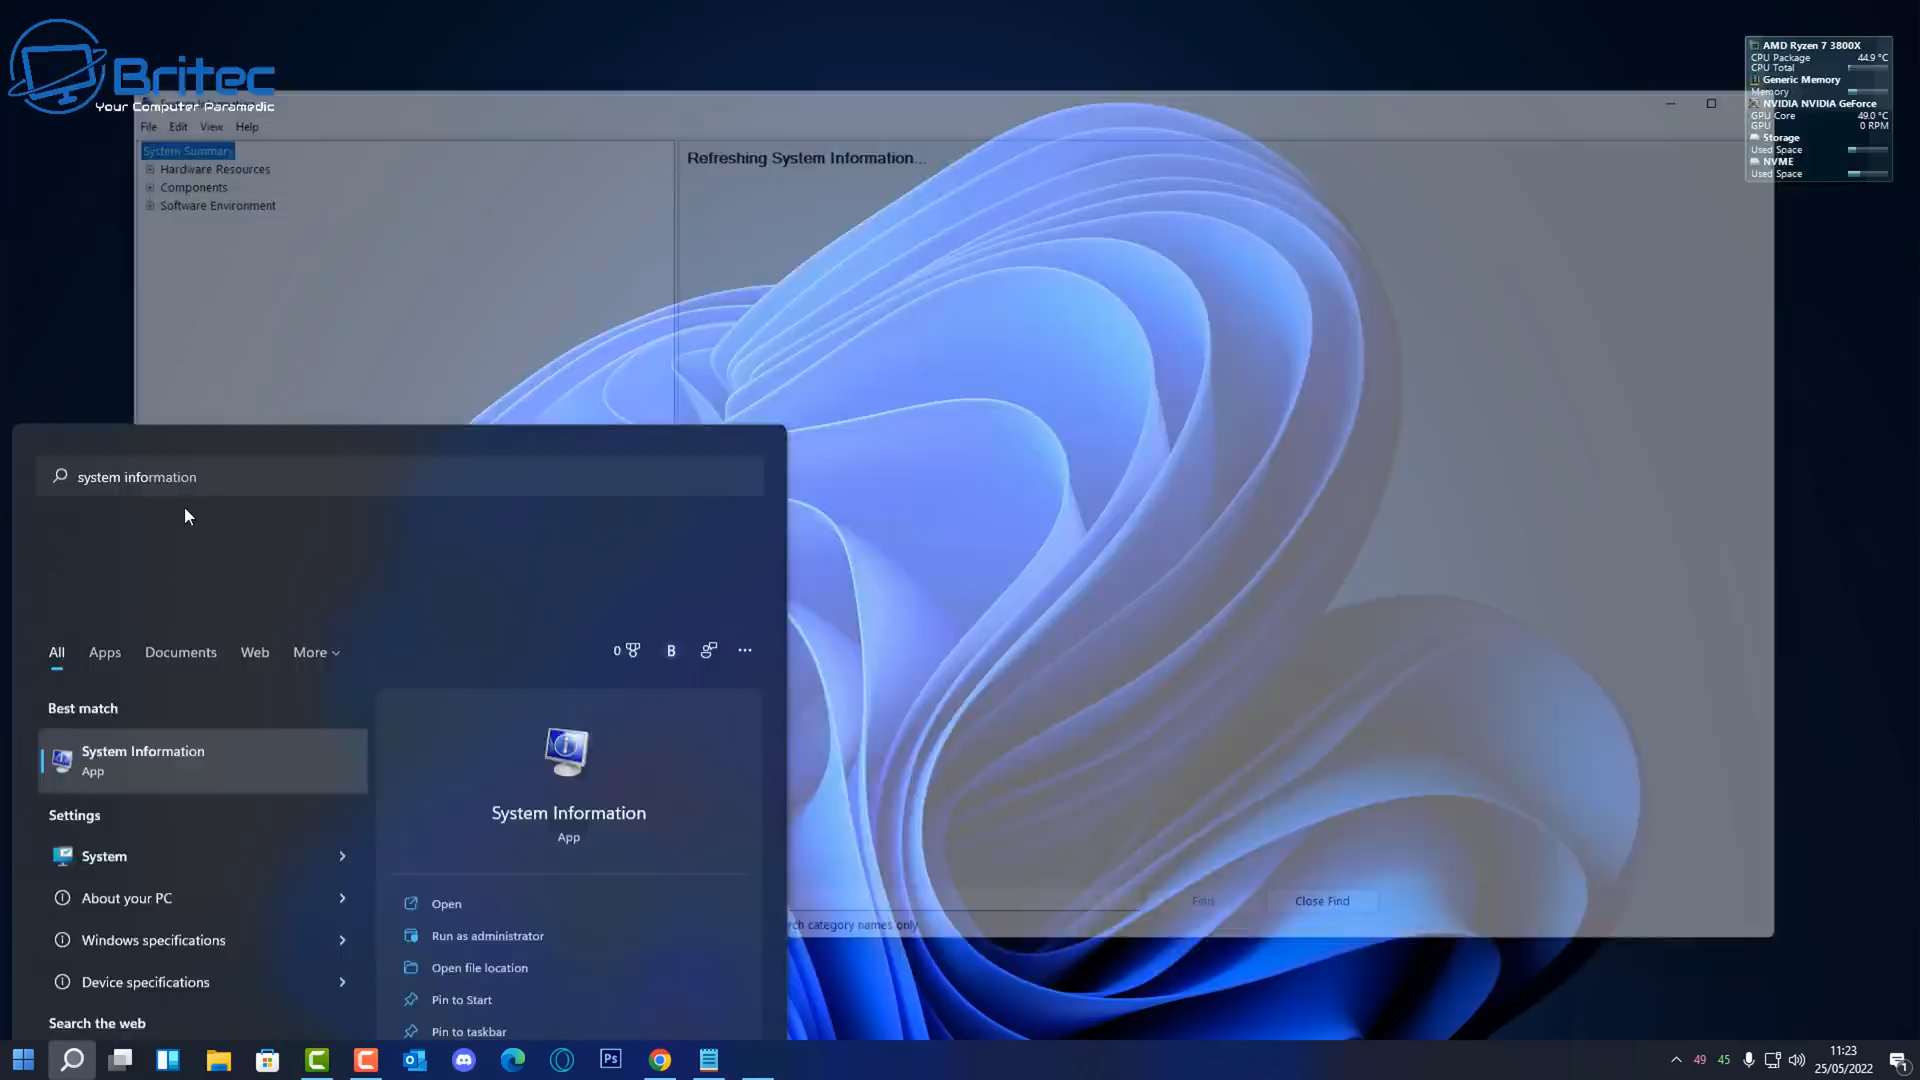 Britec
Your Computer Paramedic
File Edit View Help
System Summary
Hardware Resources
Components
Software Environment
Refreshing System Information...
AMD Ryzen 7 3800X
CPU Package 44.9 °C
CPU Total
Generic Memory
Memory
NVIDIA NVIDIA GeForce
GPU Core 49.0 °C
GPU 0 RPM
Storage
Used Space
NVME
Used Space
system information
All Apps Documents Web More
0 B ...
Best match
System Information
App
Settings
System
About your PC
Windows specifications
Device specifications
Search the web
System Information
App
Open
Run as administrator
Open file location
Pin to Start
Pin to taskbar
Find Close Find
category names only
Ps
49 45
11:23
25/05/2022
1